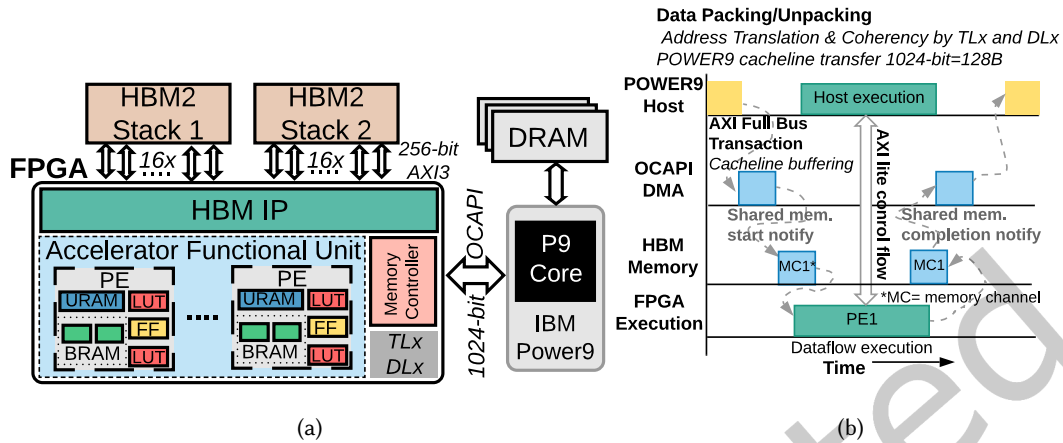 HBM2
Stack 1
HBM2
Stack 2
16x
16x
256-bit
AXI3
FPGA
HBM IP
Accelerator Functional Unit
PE
URAM
LUT
FF
BRAM
LUT
PE
URAM
LUT
FF
BRAM
LUT
Memory
Controller
TLx
DLx
1024-bit OCAPI
DRAM
P9
Core
IBM
Power9
(a)
Data Packing/Unpacking
Address Translation & Coherency by TLx and DLx
POWER9 cacheline transfer 1024-bit=128B
POWER9
Host
Host execution
AXI Full Bus
Transaction
Cacheline buffering
OCAPI
DMA
AXI lite conrol flow
Shared mem.
start notify
Shared mem.
completion notify
HBM
Memory
MC1*
MC1
*MC= memory channel
FPGA
Execution
PE1
Dataflow execution
Time
(b)
ted